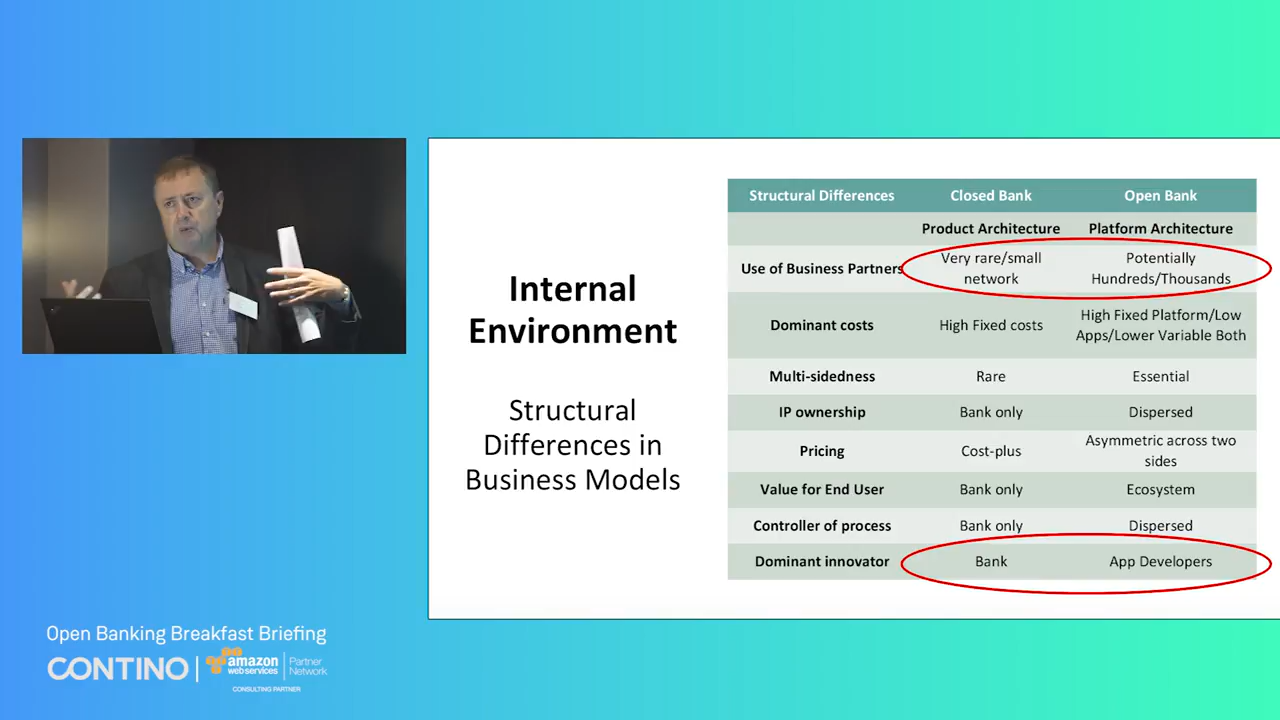 Internal
Environment
Structural
Differences in
Business Models
Structural Differences Closed Bank Open Bank
Product Architecture Platform Architecture
Use of Business Partners Very rare/small network Potentially Hundreds/Thousands
Dominant costs High Fixed costs High Fixed Platform/Low Apps/Lower Variable Both
Multi-sidedness Rare Essential
IP ownership Bank only Dispersed
Pricing Cost-plus Asymmetric across two sides
Value for End User Bank only Ecosystem
Controller of process Bank only Dispersed
Dominant innovator Bank App Developers
Open Banking Breakfast Briefing
CONTINO
amazon
webservices
Partner
Network
CONSULTING PARTNER